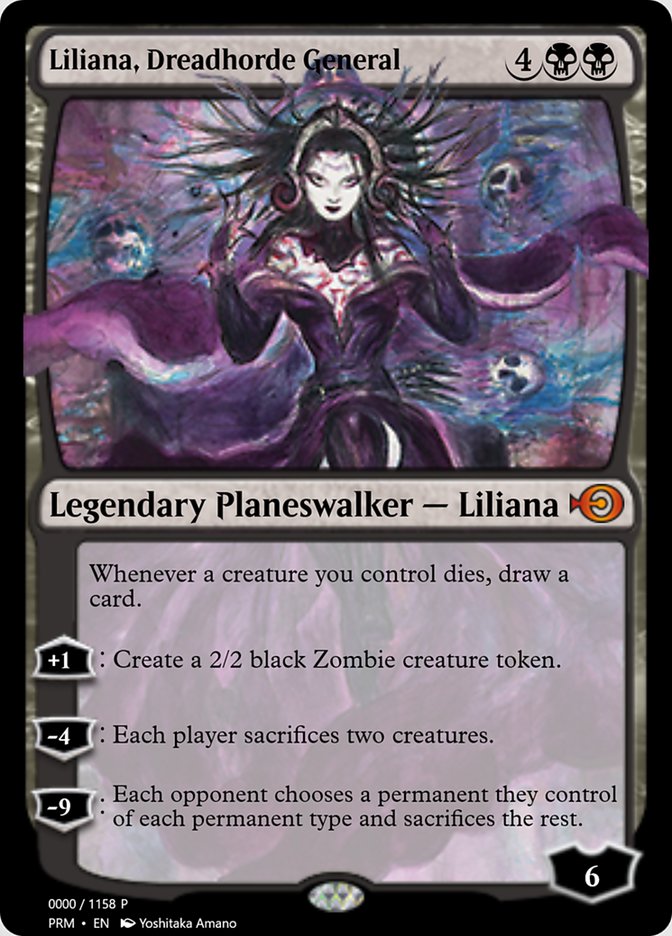 Liliana, Dreadhorde General 4
Legendary Planeswalker — Liliana
Whenever a creature you control dies, draw a
card.
+1 : Create a 2/2 black Zombie creature token.
−4 : Each player sacrifices two creatures.
−9 : Each opponent chooses a permanent they control
of each permanent type and sacrifices the rest.
6
0000 / 1158 P
PRM • EN Yoshitaka Amano